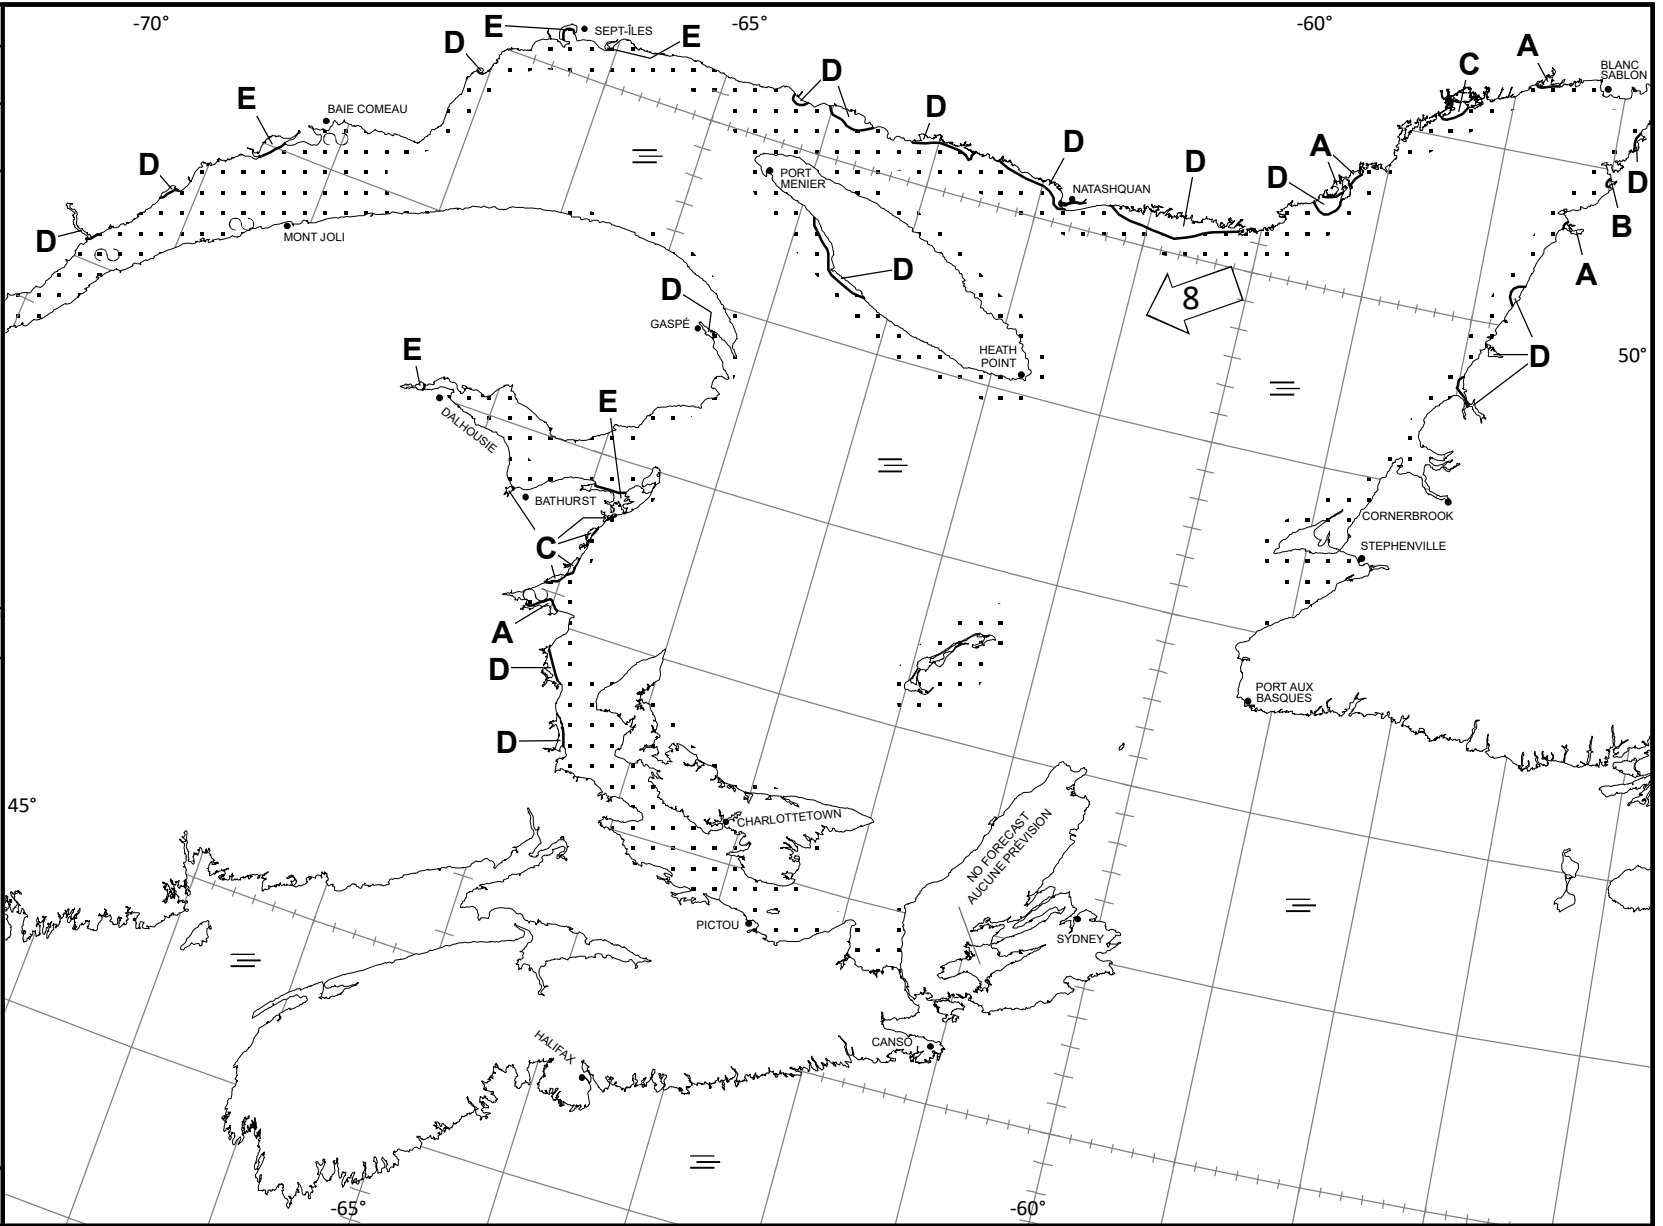 -70°
-65°
-60°
E
SEPT-ÎLES
E
D
A
BLANC
SABLON
C
D
E
BAIE COMEAU
D
D
A
D
D
D
D
PORT
MENIER
NATASHQUAN
B
D
MONT JOLI
A
D
8
D
GASPÉ
HEATH
POINT
D
50°
E
DALHOUSIE
E
BATHURST
C
CORNERBROOK
STEPHENVILLE
A
D
PORT AUX
BASQUES
D
45°
CHARLOTTETOWN
NO FORECAST
AUCUNE PRÉVISION
PICTOU
SYDNEY
CANSO
HALIFAX
-65°
-60°